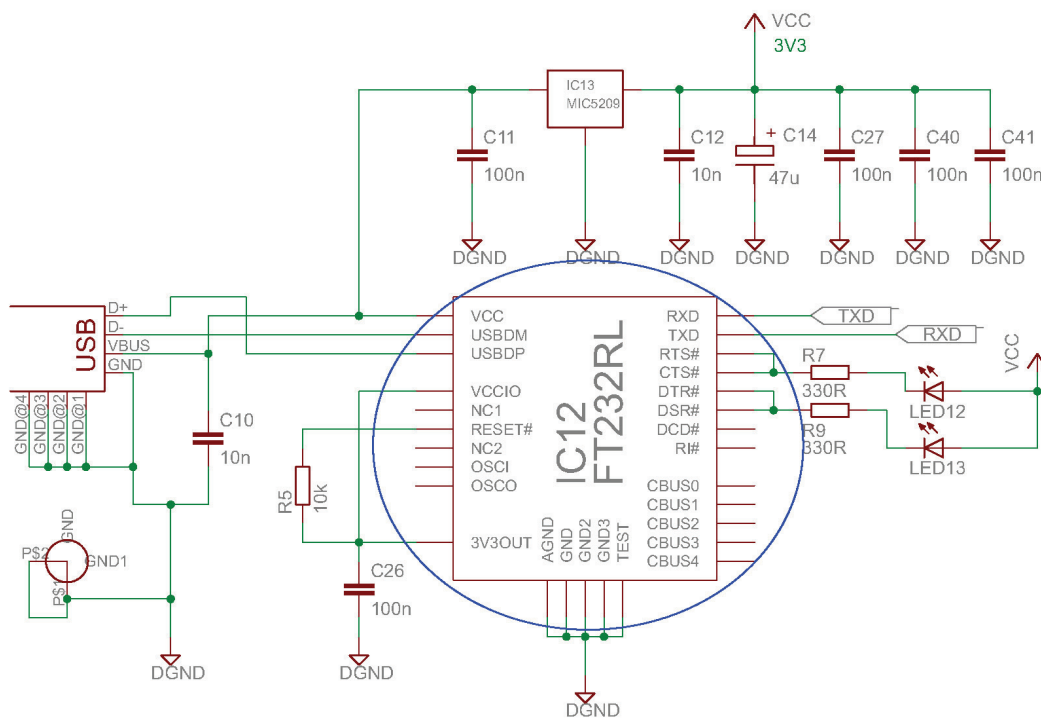 VCC
3V3
IC13
MIC5209
C11
100n
C12
10n
+
C14
47u
C27
100n
C40
100n
C41
100n
DGND
DGND
DGND
DGND
DGND
DGND
DGND
USB
D+
D-
VBUS
GND
GND@4
GND@3
GND@2
GND@1
C10
10n
R5
10k
C26
100n
DGND
GND
P$2
GND1
P$1
DGND
IC12
FT232RL
VCC
USBDM
USBDP
VCCIO
NC1
RESET#
NC2
OSCI
OSCO
3V3OUT
AGND
GND
GND2
GND3
TEST
RXD
TXD
RTS#
CTS#
DTR#
DSR#
DCD#
RI#
CBUS0
CBUS1
CBUS2
CBUS3
CBUS4
DGND
TXD
RXD
R7
330R
R9
330R
LED12
LED13
VCC